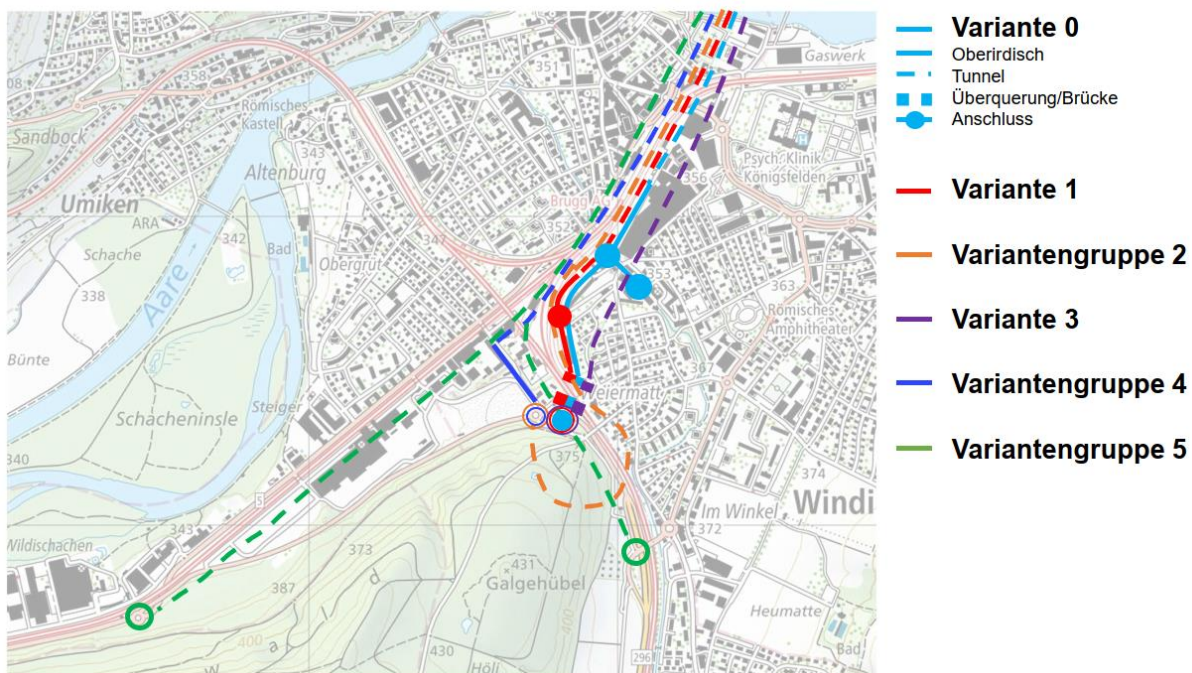 Variante 0
Oberirdisch
Tunnel
Überquerung/Brücke
Anschluss
Variante 1
Variantengruppe 2
Variante 3
Variantengruppe 4
Variantengruppe 5
Gaswerk
351
358
Römisches
Kastell
Sandbock
343
Altenburg
Psych. Klinik
Königsfelden
356
Umiken
ARA
342
Bad
Brugg
352
347
Schache
Obergrüt
353
363
338
Aare
Römisches
Amphitheater
Bünte
367
Schacheninsle
Steiger
340
375
374
Windi
Im Winkel
372
S
343
Wildischachen
373
431
Galgehübel
387
Heumatte
400
430
Bad
296
Höli